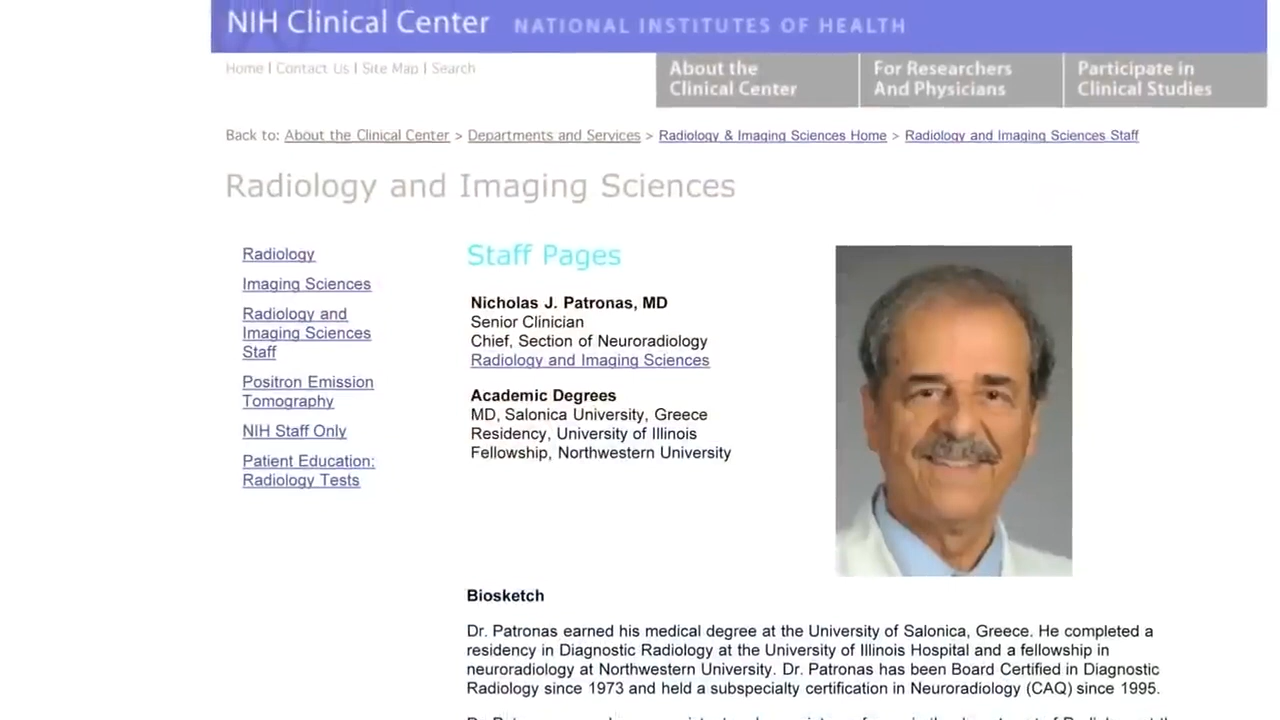 NIH Clinical Center NATIONAL INSTITUTES OF HEALTH
Home | Contact Us | Site Map | Search
About the
Clinical Center
For Researchers
And Physicians
Participate in
Clinical Studies
Back to: About the Clinical Center > Departments and Services > Radiology & Imaging Sciences Home > Radiology and Imaging Sciences Staff
Radiology and Imaging Sciences
Radiology
Imaging Sciences
Radiology and
Imaging Sciences
Staff
Positron Emission
Tomography
NIH Staff Only
Patient Education:
Radiology Tests
Staff Pages
Nicholas J. Patronas, MD
Senior Clinician
Chief, Section of Neuroradiology
Radiology and Imaging Sciences
Academic Degrees
MD, Salonica University, Greece
Residency, University of Illinois
Fellowship, Northwestern University
Biosketch
Dr. Patronas earned his medical degree at the University of Salonica, Greece. He completed a
residency in Diagnostic Radiology at the University of Illinois Hospital and a fellowship in
neuroradiology at Northwestern University. Dr. Patronas has been Board Certified in Diagnostic
Radiology since 1973 and held a subspecialty certification in Neuroradiology (CAQ) since 1995.